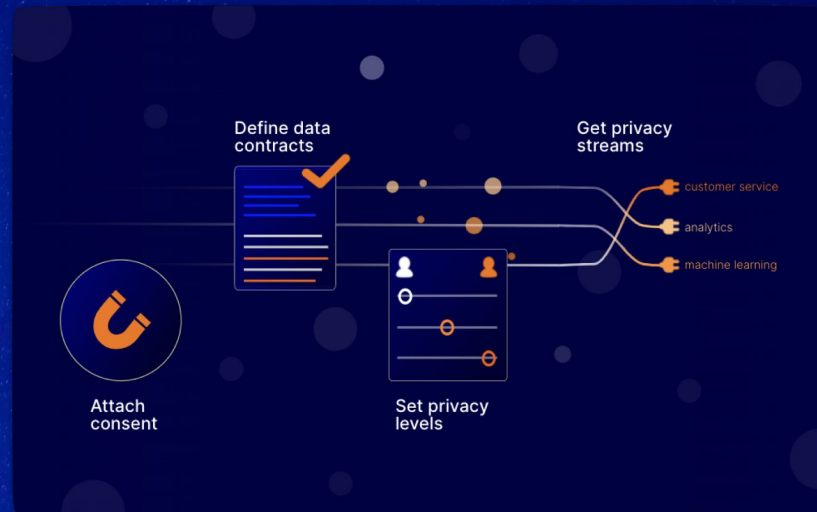 Define data
contracts
Get privacy
streams
customer service
analytics
machine learning
Attach
consent
Set privacy
levels